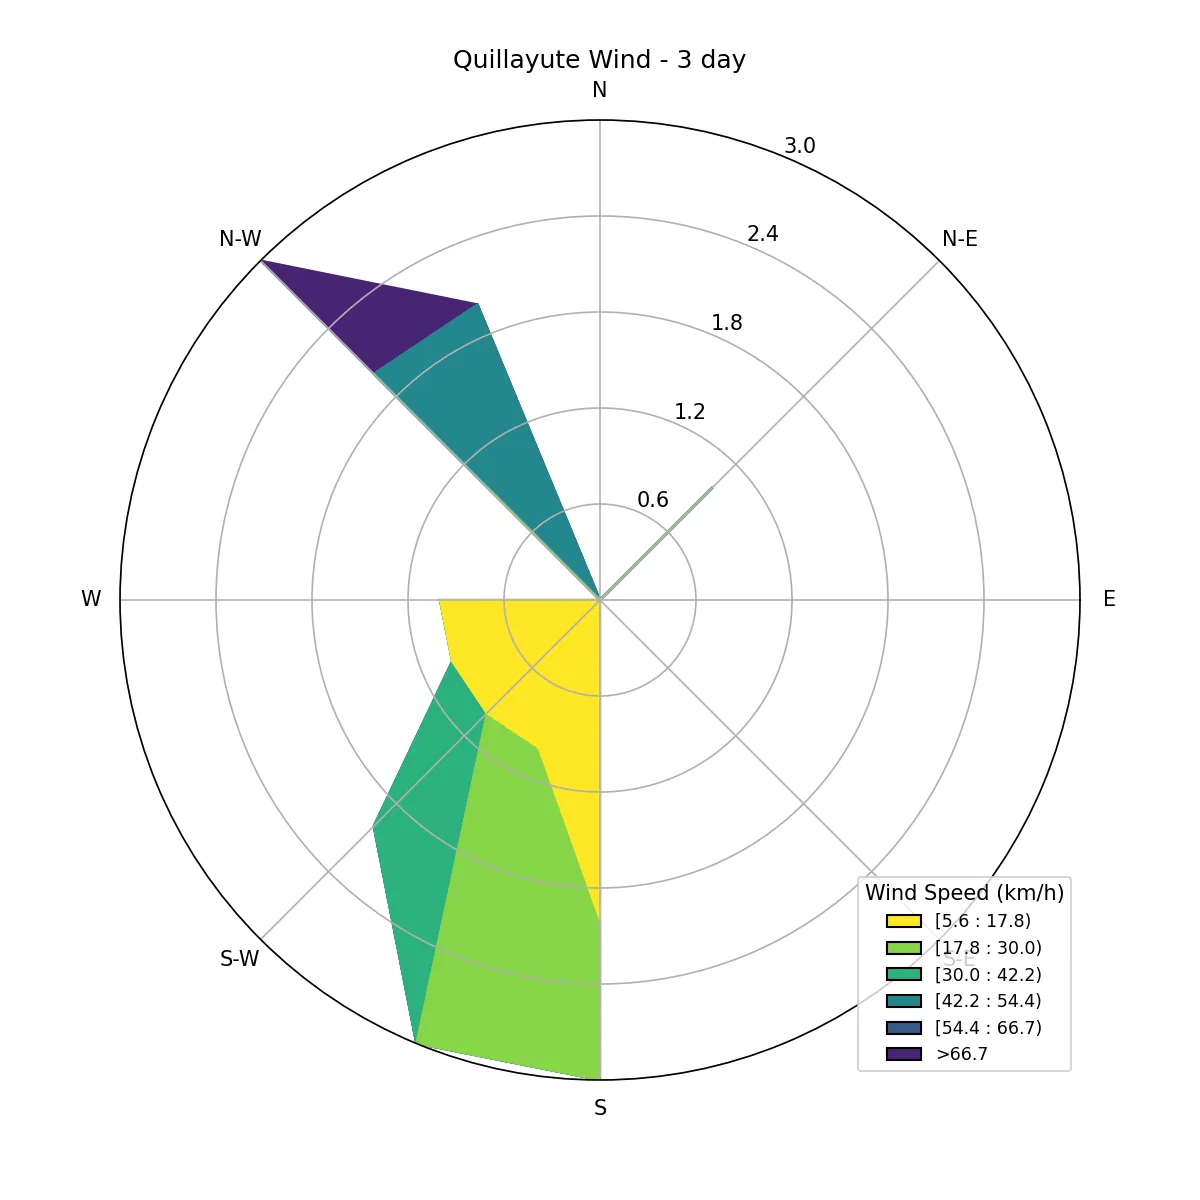 Quillayute Wind - 3 day
N
3.0
N-W
N-E
2.4
1.8
1.2
0.6
W
E
S-W
S-E
S
Wind Speed (km/h)
[5.6 : 17.8)
[17.8 : 30.0)
[30.0 : 42.2)
[42.2 : 54.4)
[54.4 : 66.7)
>66.7